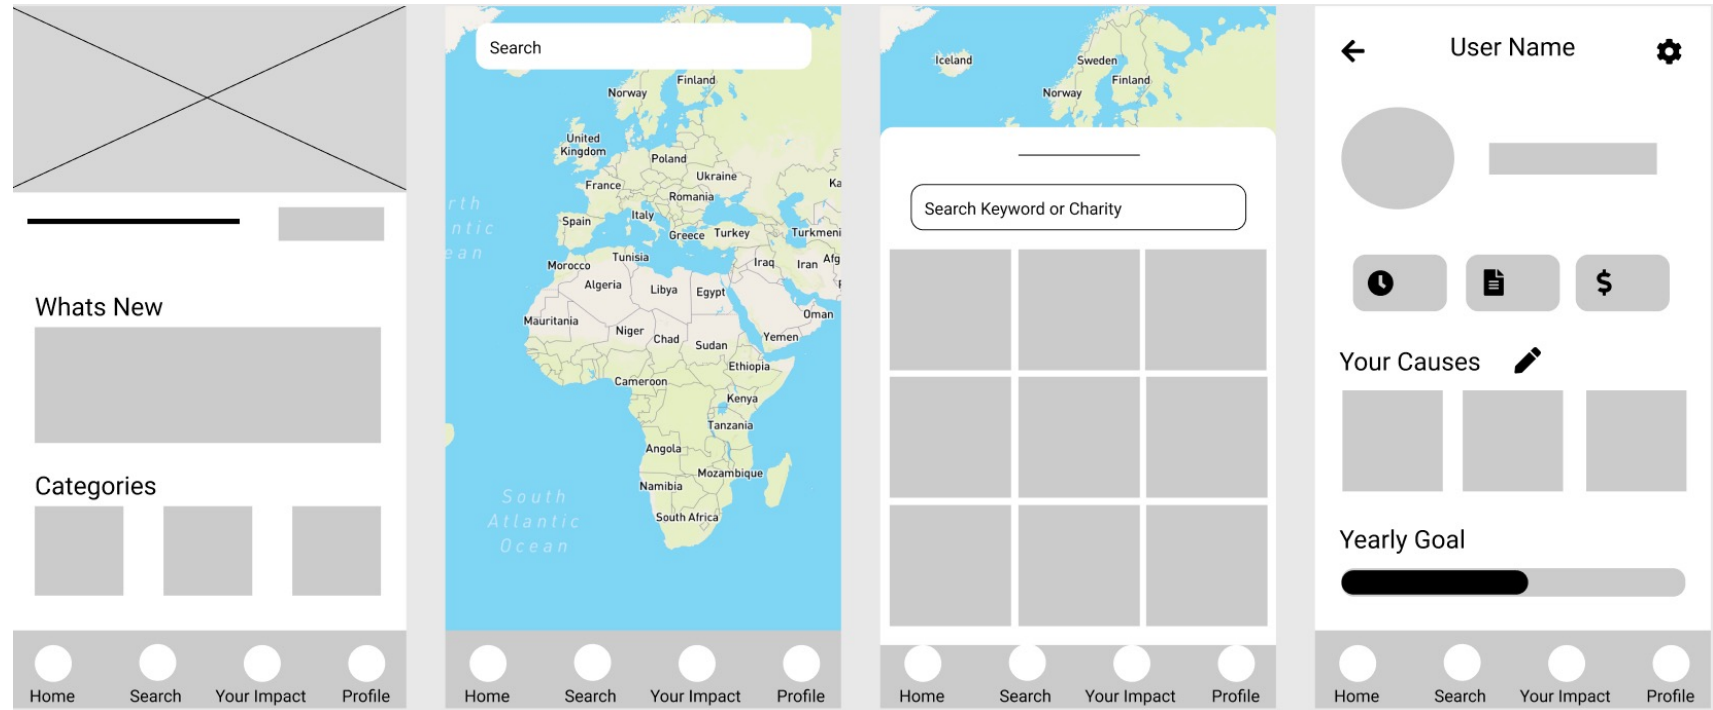 Whats New
Categories
Home
Search
Your Impact
Profile
Search
Finland
Norway
United
Kingdom
Poland
Ukraine
France
Romania
Ka
Spain
Italy
Greece
Turkey
Turkmeni
rth
ntic
ean
Morocco
Tunisia
Iraq
Iran
Afg
Algeria
Libya
Egypt
Oman
Mauritania
Niger
Chad
Sudan
Yemen
Ethiopia
Cameroon
Kenya
Tanzania
Angola
Mozambique
Namibia
South Africa
South
Atlantic
Ocean
Home
Search
Your Impact
Profile
Iceland
Sweden
Finland
Norway
Search Keyword or Charity
Home
Search
Your Impact
Profile
User Name
$
Your Causes
Yearly Goal
Home
Search
Your Impact
Profile